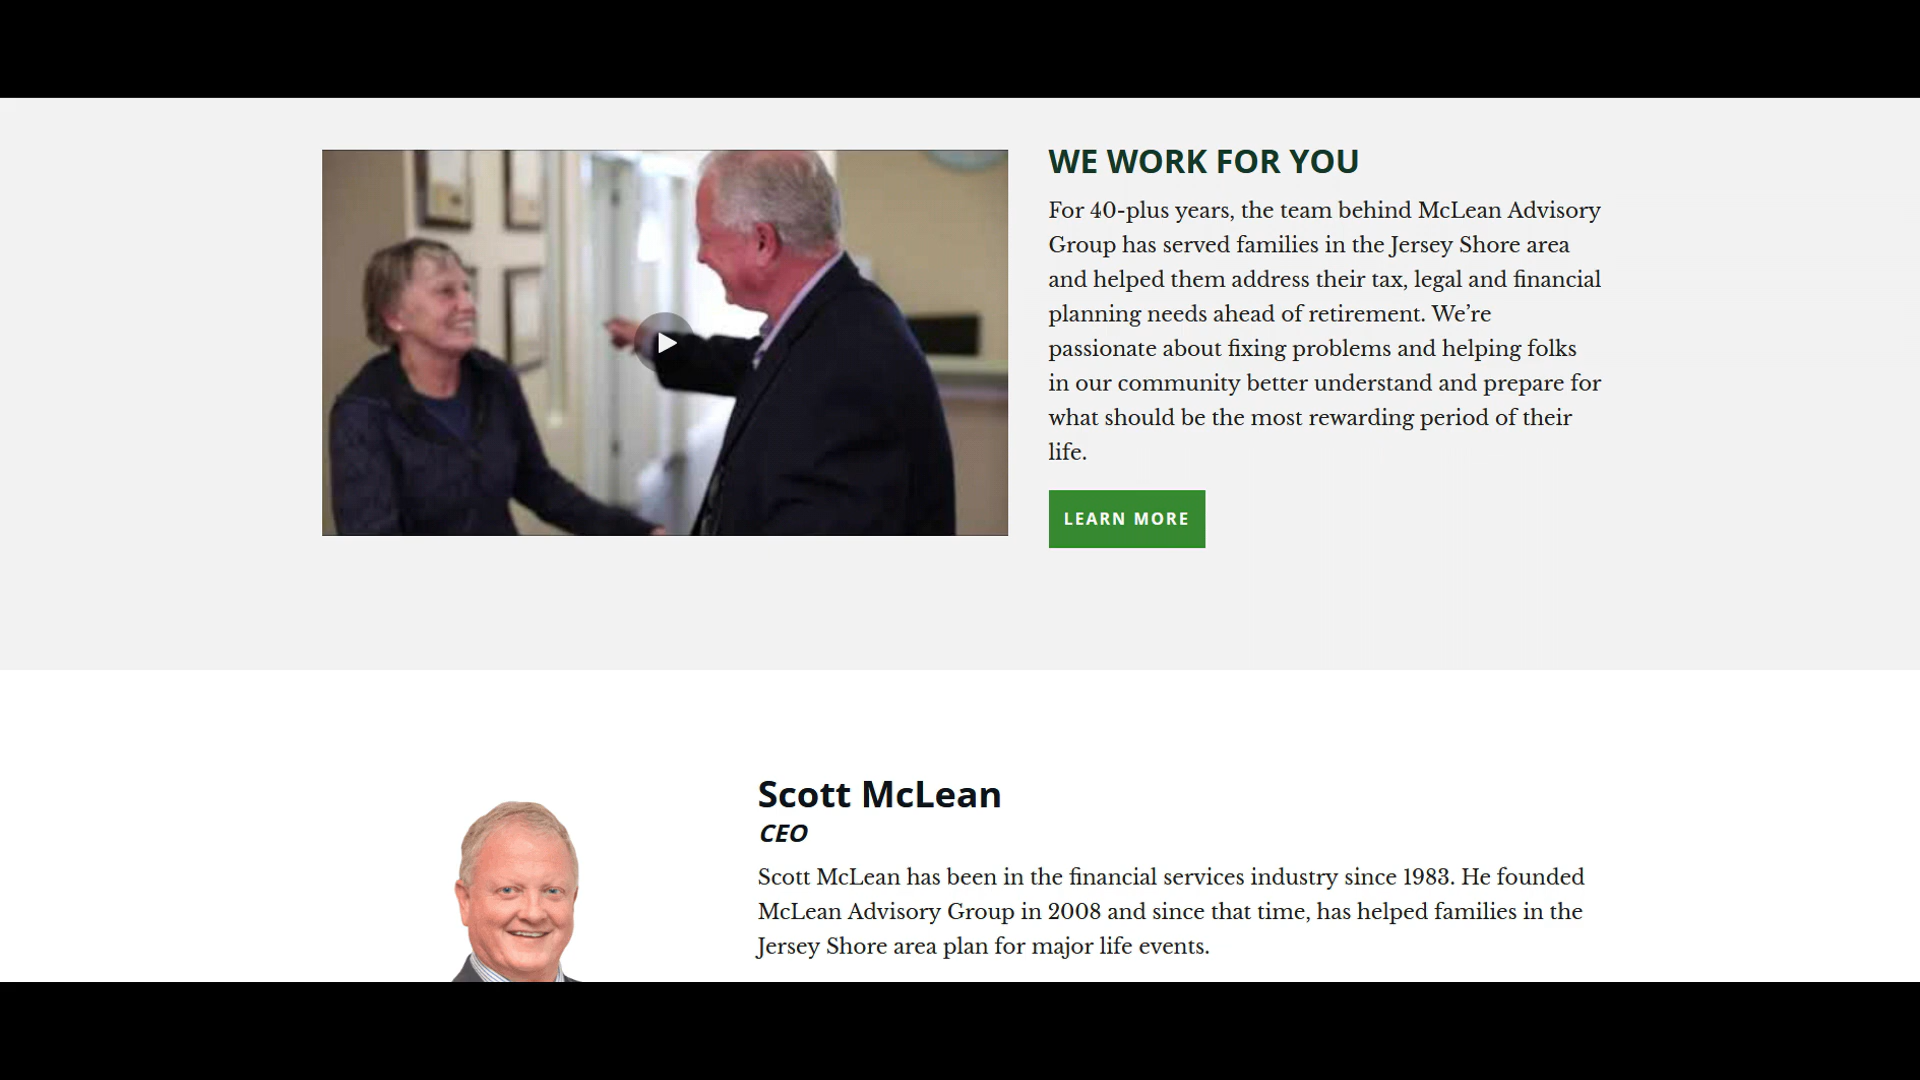 WE WORK FOR YOU
For 40-plus years, the team behind McLean Advisory
Group has served families in the Jersey Shore area
and helped them address their tax, legal and financial
planning needs ahead of retirement. We’re
passionate about fixing problems and helping folks
in our community better understand and prepare for
what should be the most rewarding period of their
life.
LEARN MORE
Scott McLean
CEO
Scott McLean has been in the financial services industry since 1983. He founded
McLean Advisory Group in 2008 and since that time, has helped families in the
Jersey Shore area plan for major life events.